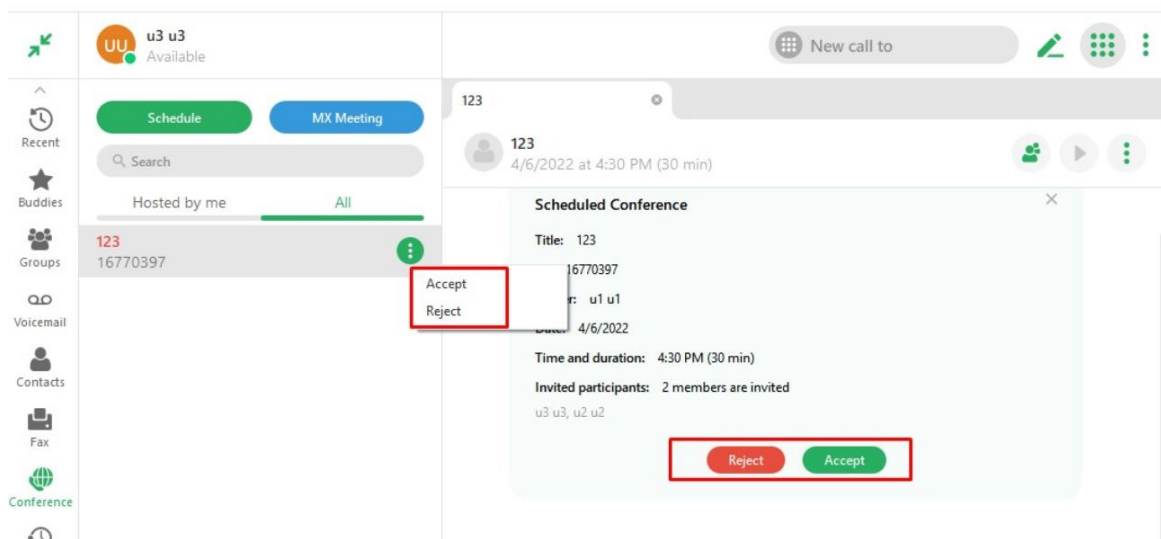 UU
u3 u3
Available
New call to
Recent
Buddies
Groups
Voicemail
Contacts
Fax
Conference
Schedule
MX Meeting
Search
Hosted by me
All
123
16770397
Accept
Reject
123
123
4/6/2022 at 4:30 PM (30 min)
Scheduled Conference
Title: 123
16770397
u1 u1
4/6/2022
Time and duration: 4:30 PM (30 min)
Invited participants: 2 members are invited
u3 u3, u2 u2
Reject
Accept